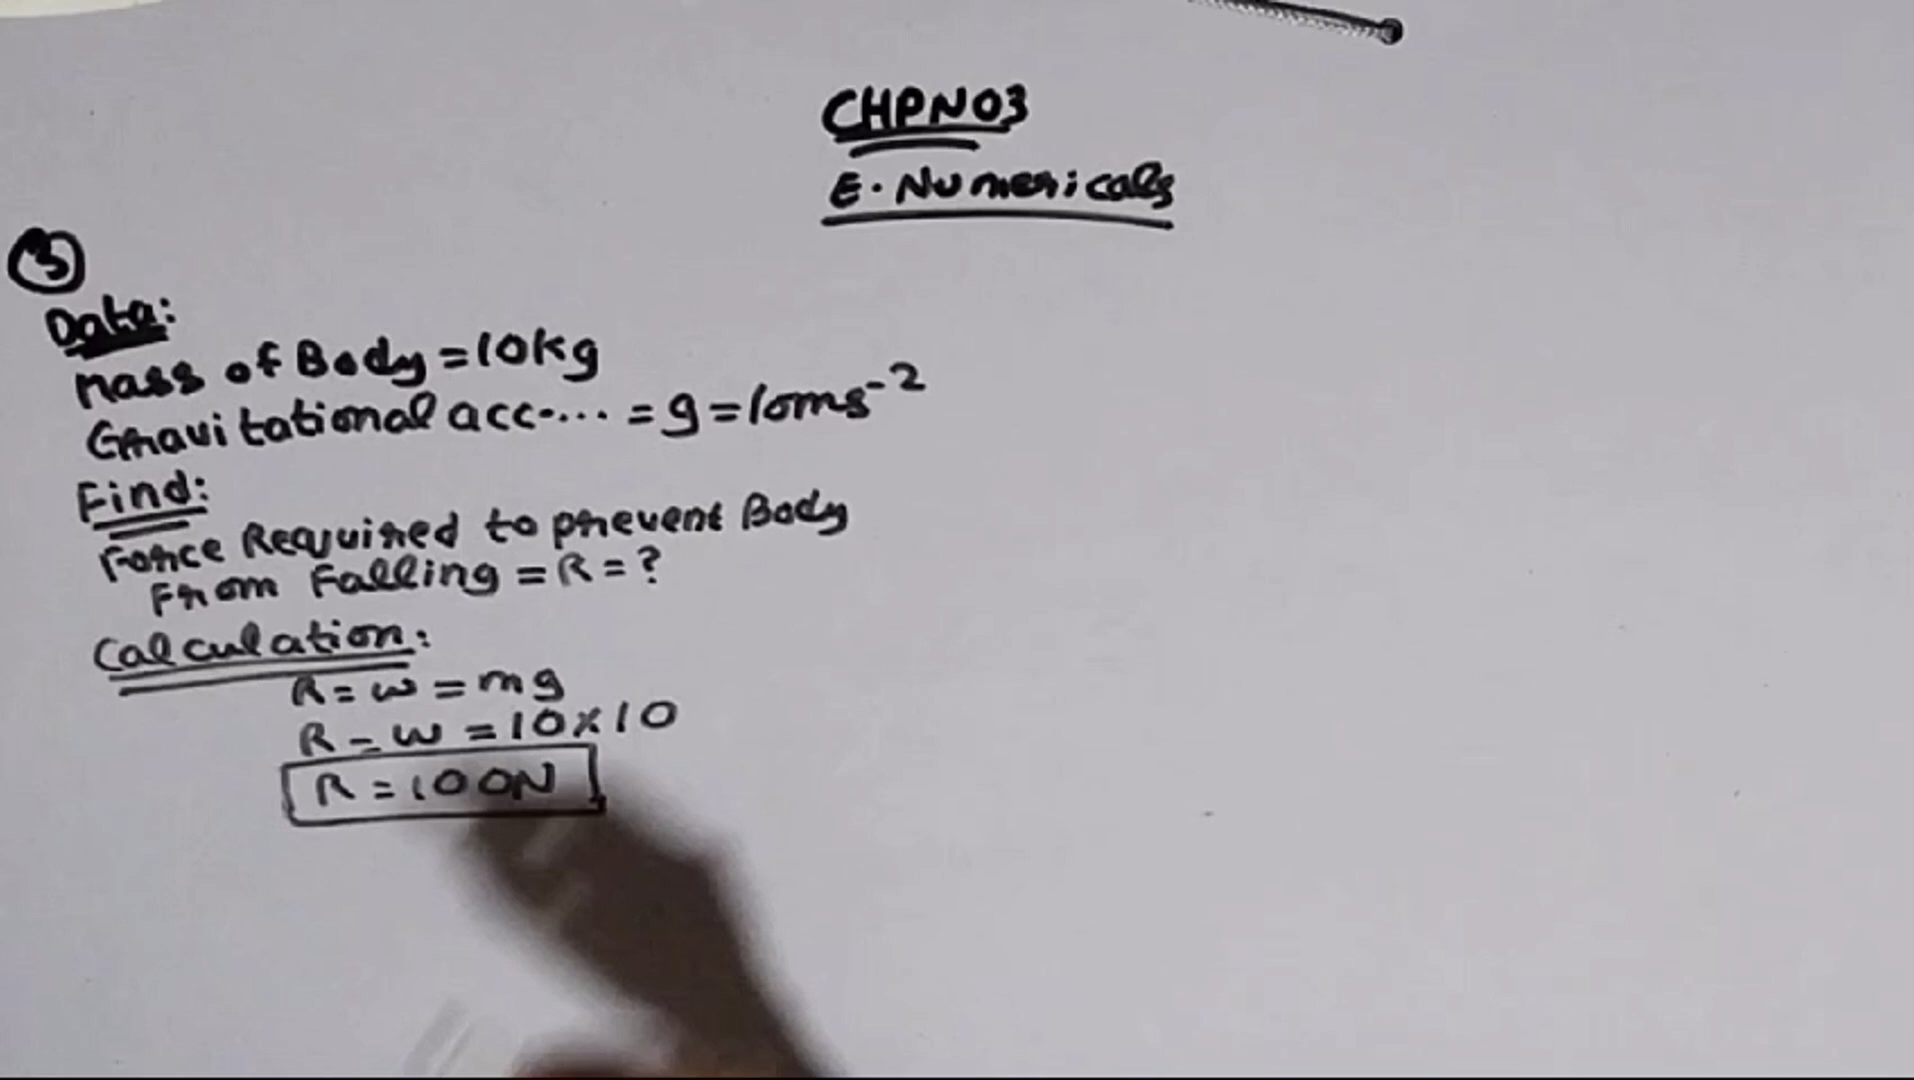 CHPNO3
E. Numericals
3
Data:
Mass of Body = 10kg
Gravitational acc.... = g = 10ms⁻²
Find:
Force Required to prevent Body
From Falling = R = ?
Calculation:
R = w = mg
R = w = 10 × 10
R = 100N